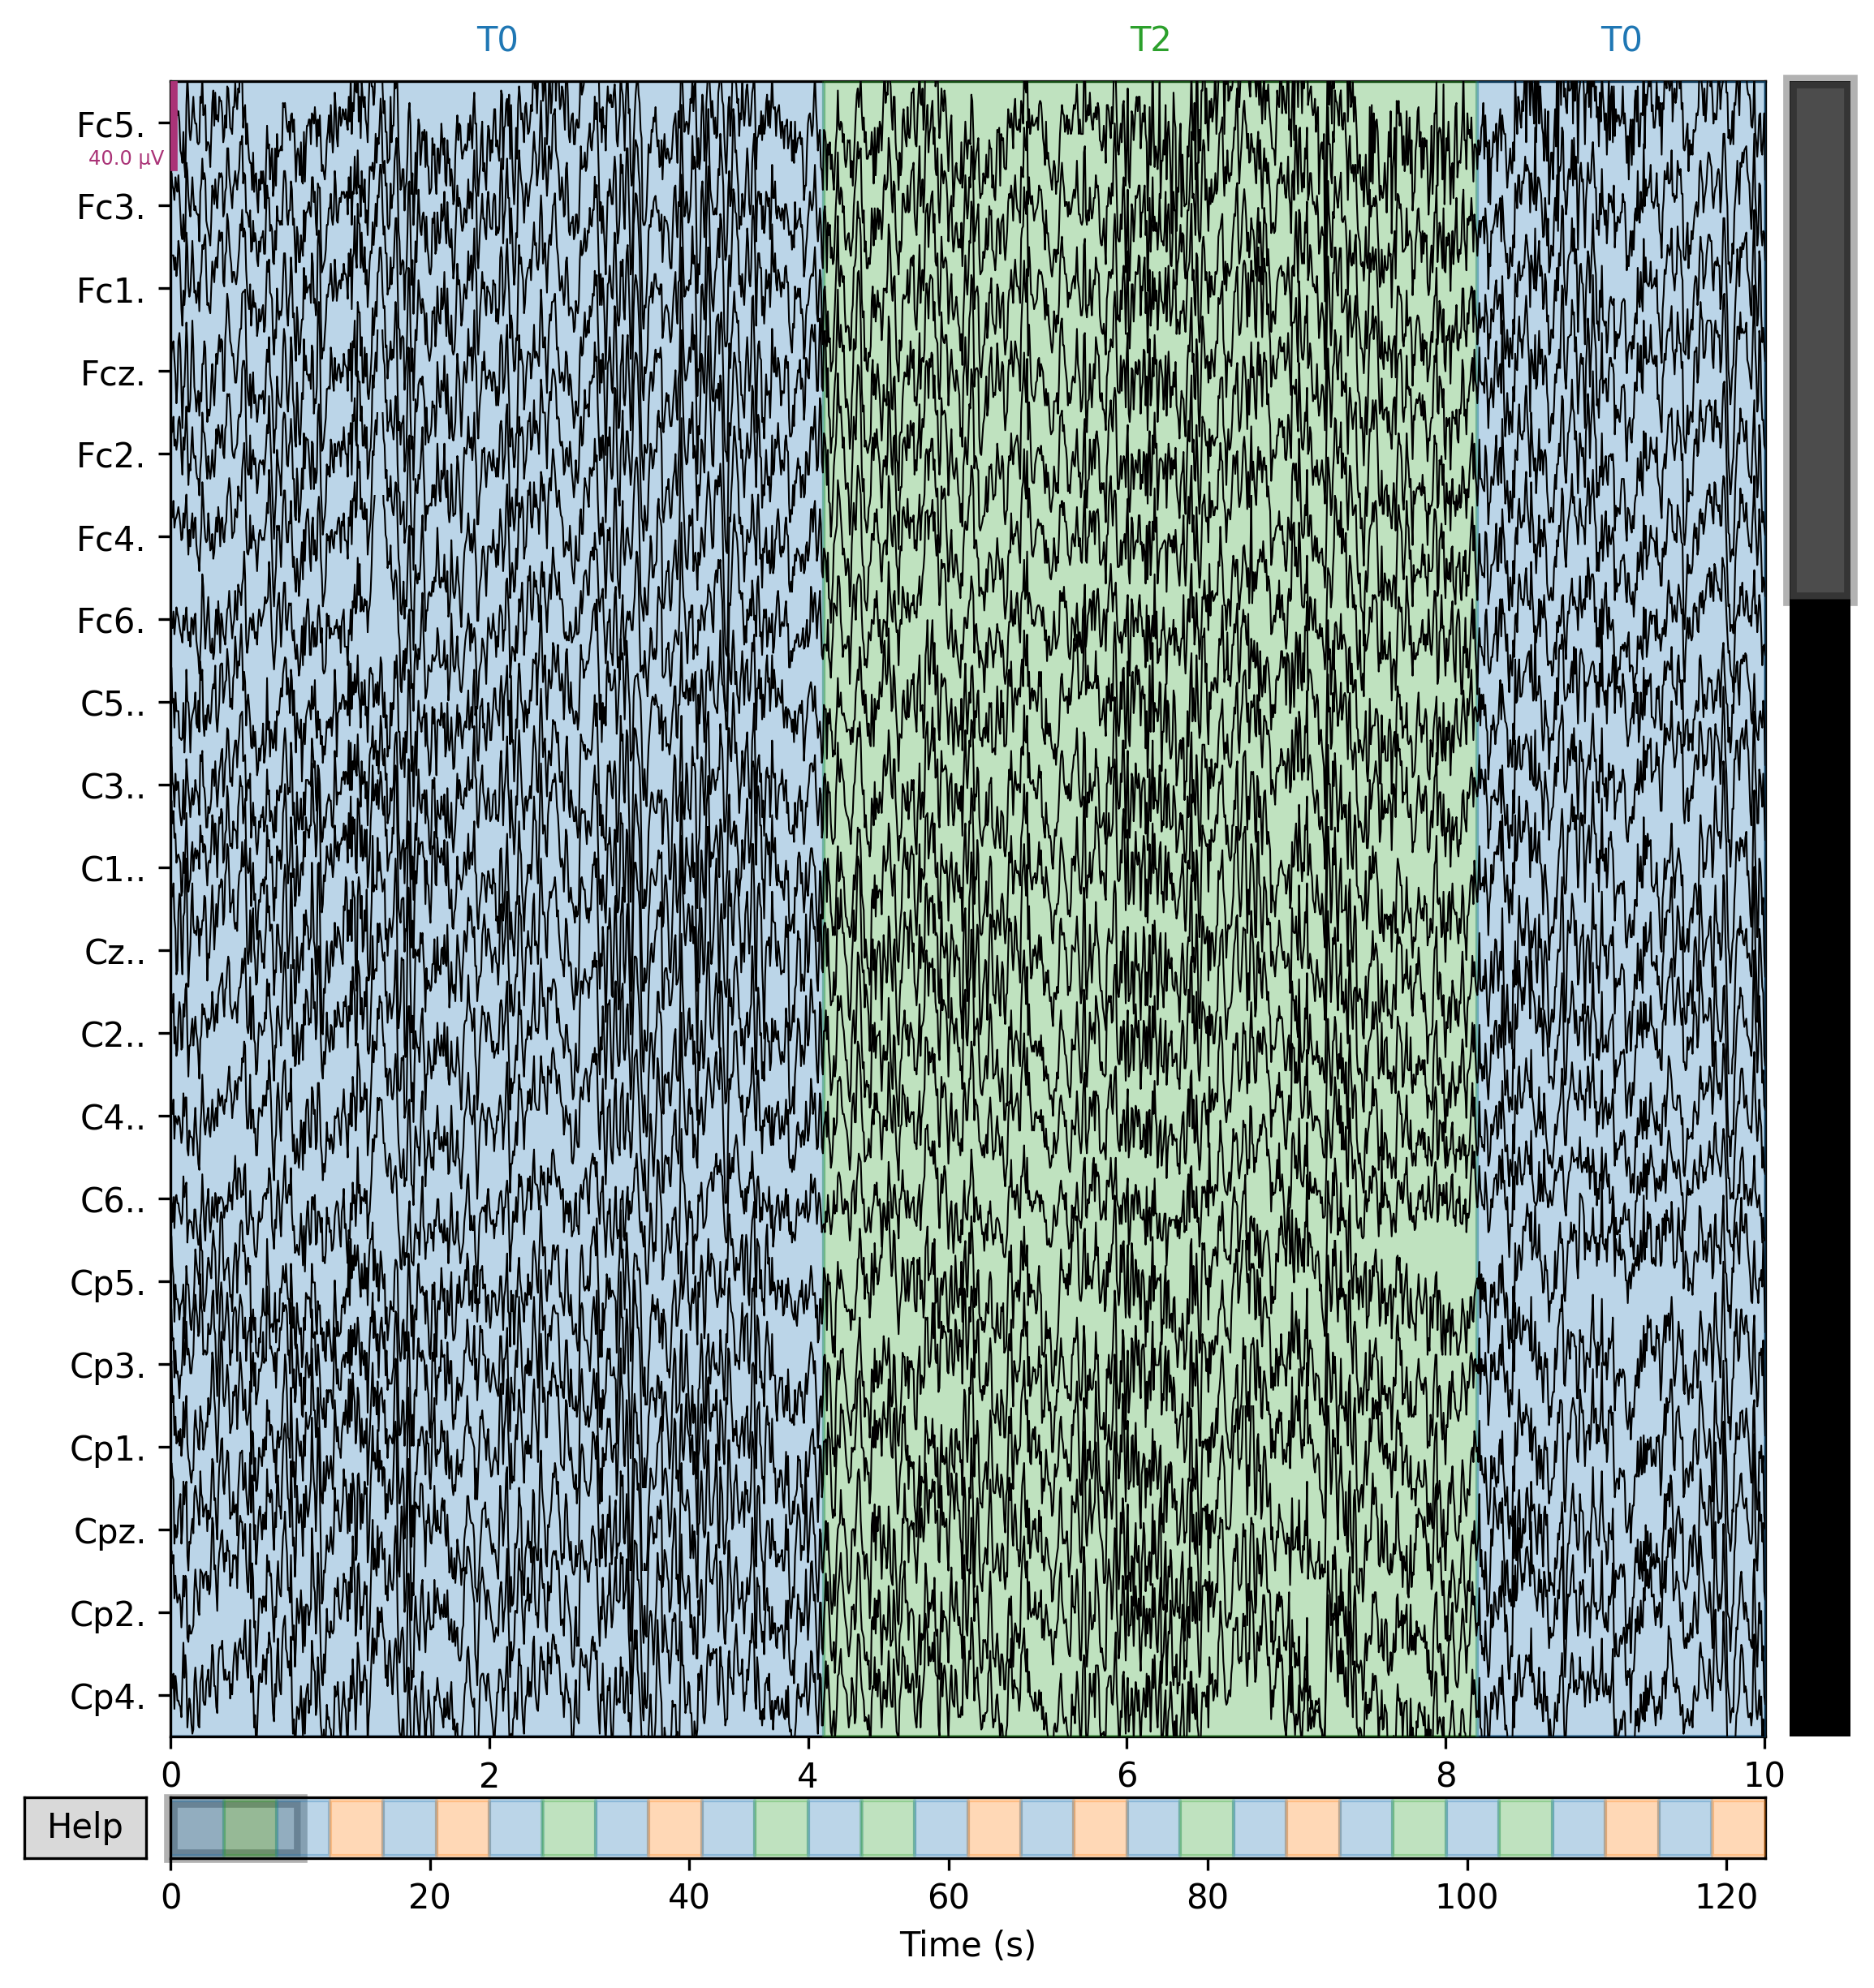 T0 T2 T0
Fc5.
40.0 µV
Fc3.
Fc1.
Fcz.
Fc2.
Fc4.
Fc6.
C5..
C3..
C1..
Cz..
C2..
C4..
C6..
Cp5.
Cp3.
Cp1.
Cpz.
Cp2.
Cp4.
0 2 4 6 8 10
Help
0 20 40 60 80 100 120
Time (s)